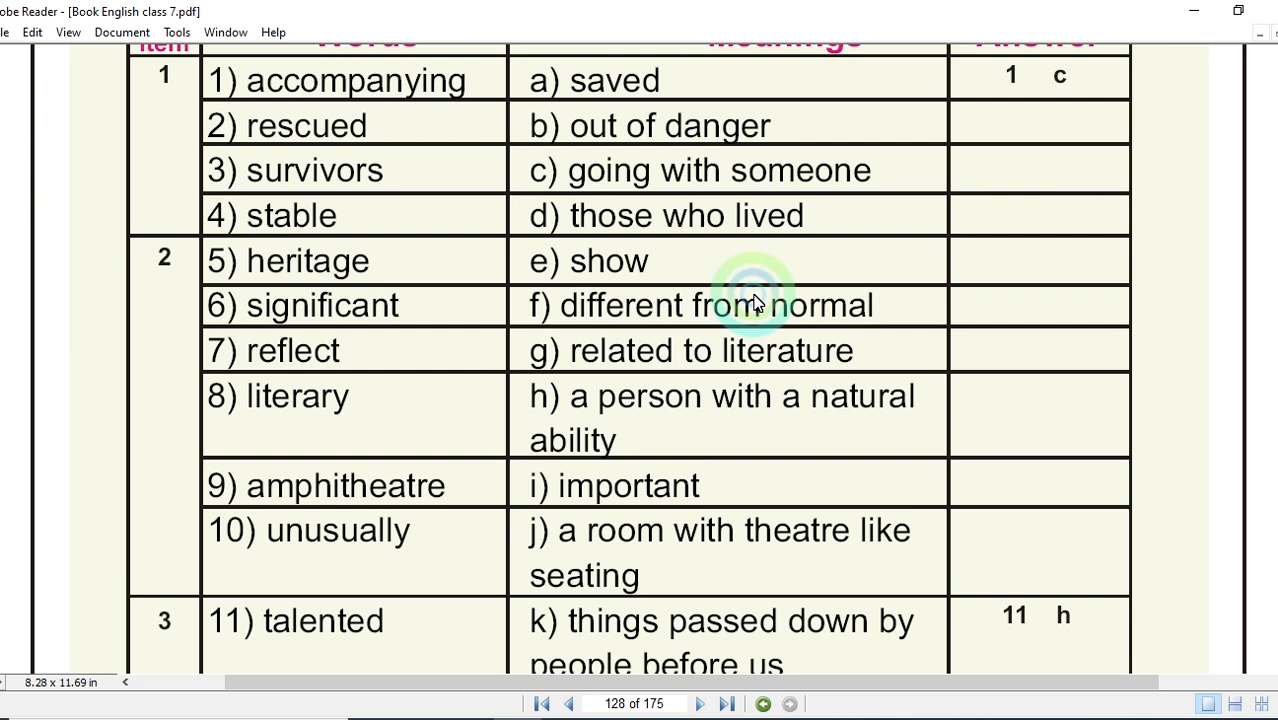 obe Reader - [Book English class 7.pdf]
le Edit View Document Tools Window Help
Item Words Meanings Answer
1 1) accompanying a) saved 1 c
2) rescued b) out of danger
3) survivors c) going with someone
4) stable d) those who lived
2 5) heritage e) show
6) significant f) different from normal
7) reflect g) related to literature
8) literary h) a person with a natural
ability
9) amphitheatre i) important
10) unusually j) a room with theatre like
seating
3 11) talented k) things passed down by 11 h
people before us
8.28 x 11.69 in
128 of 175